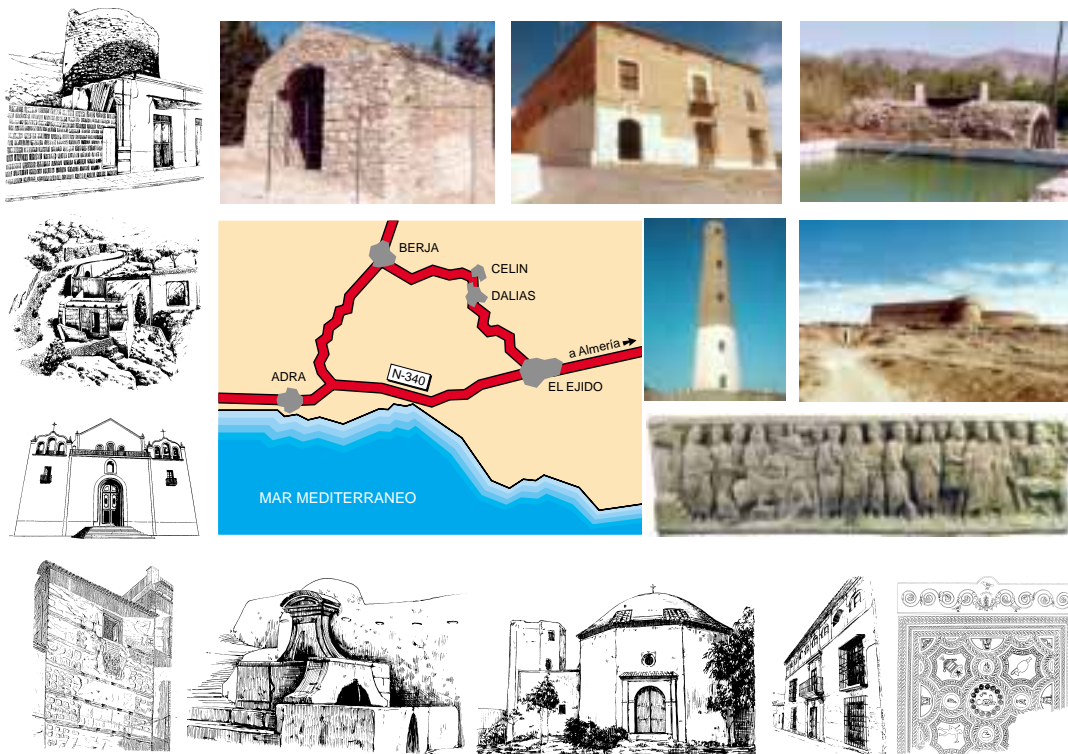 BERJA
CELIN
DALIAS
a Almería
N-340
ADRA
EL EJIDO
MAR MEDITERRANEO